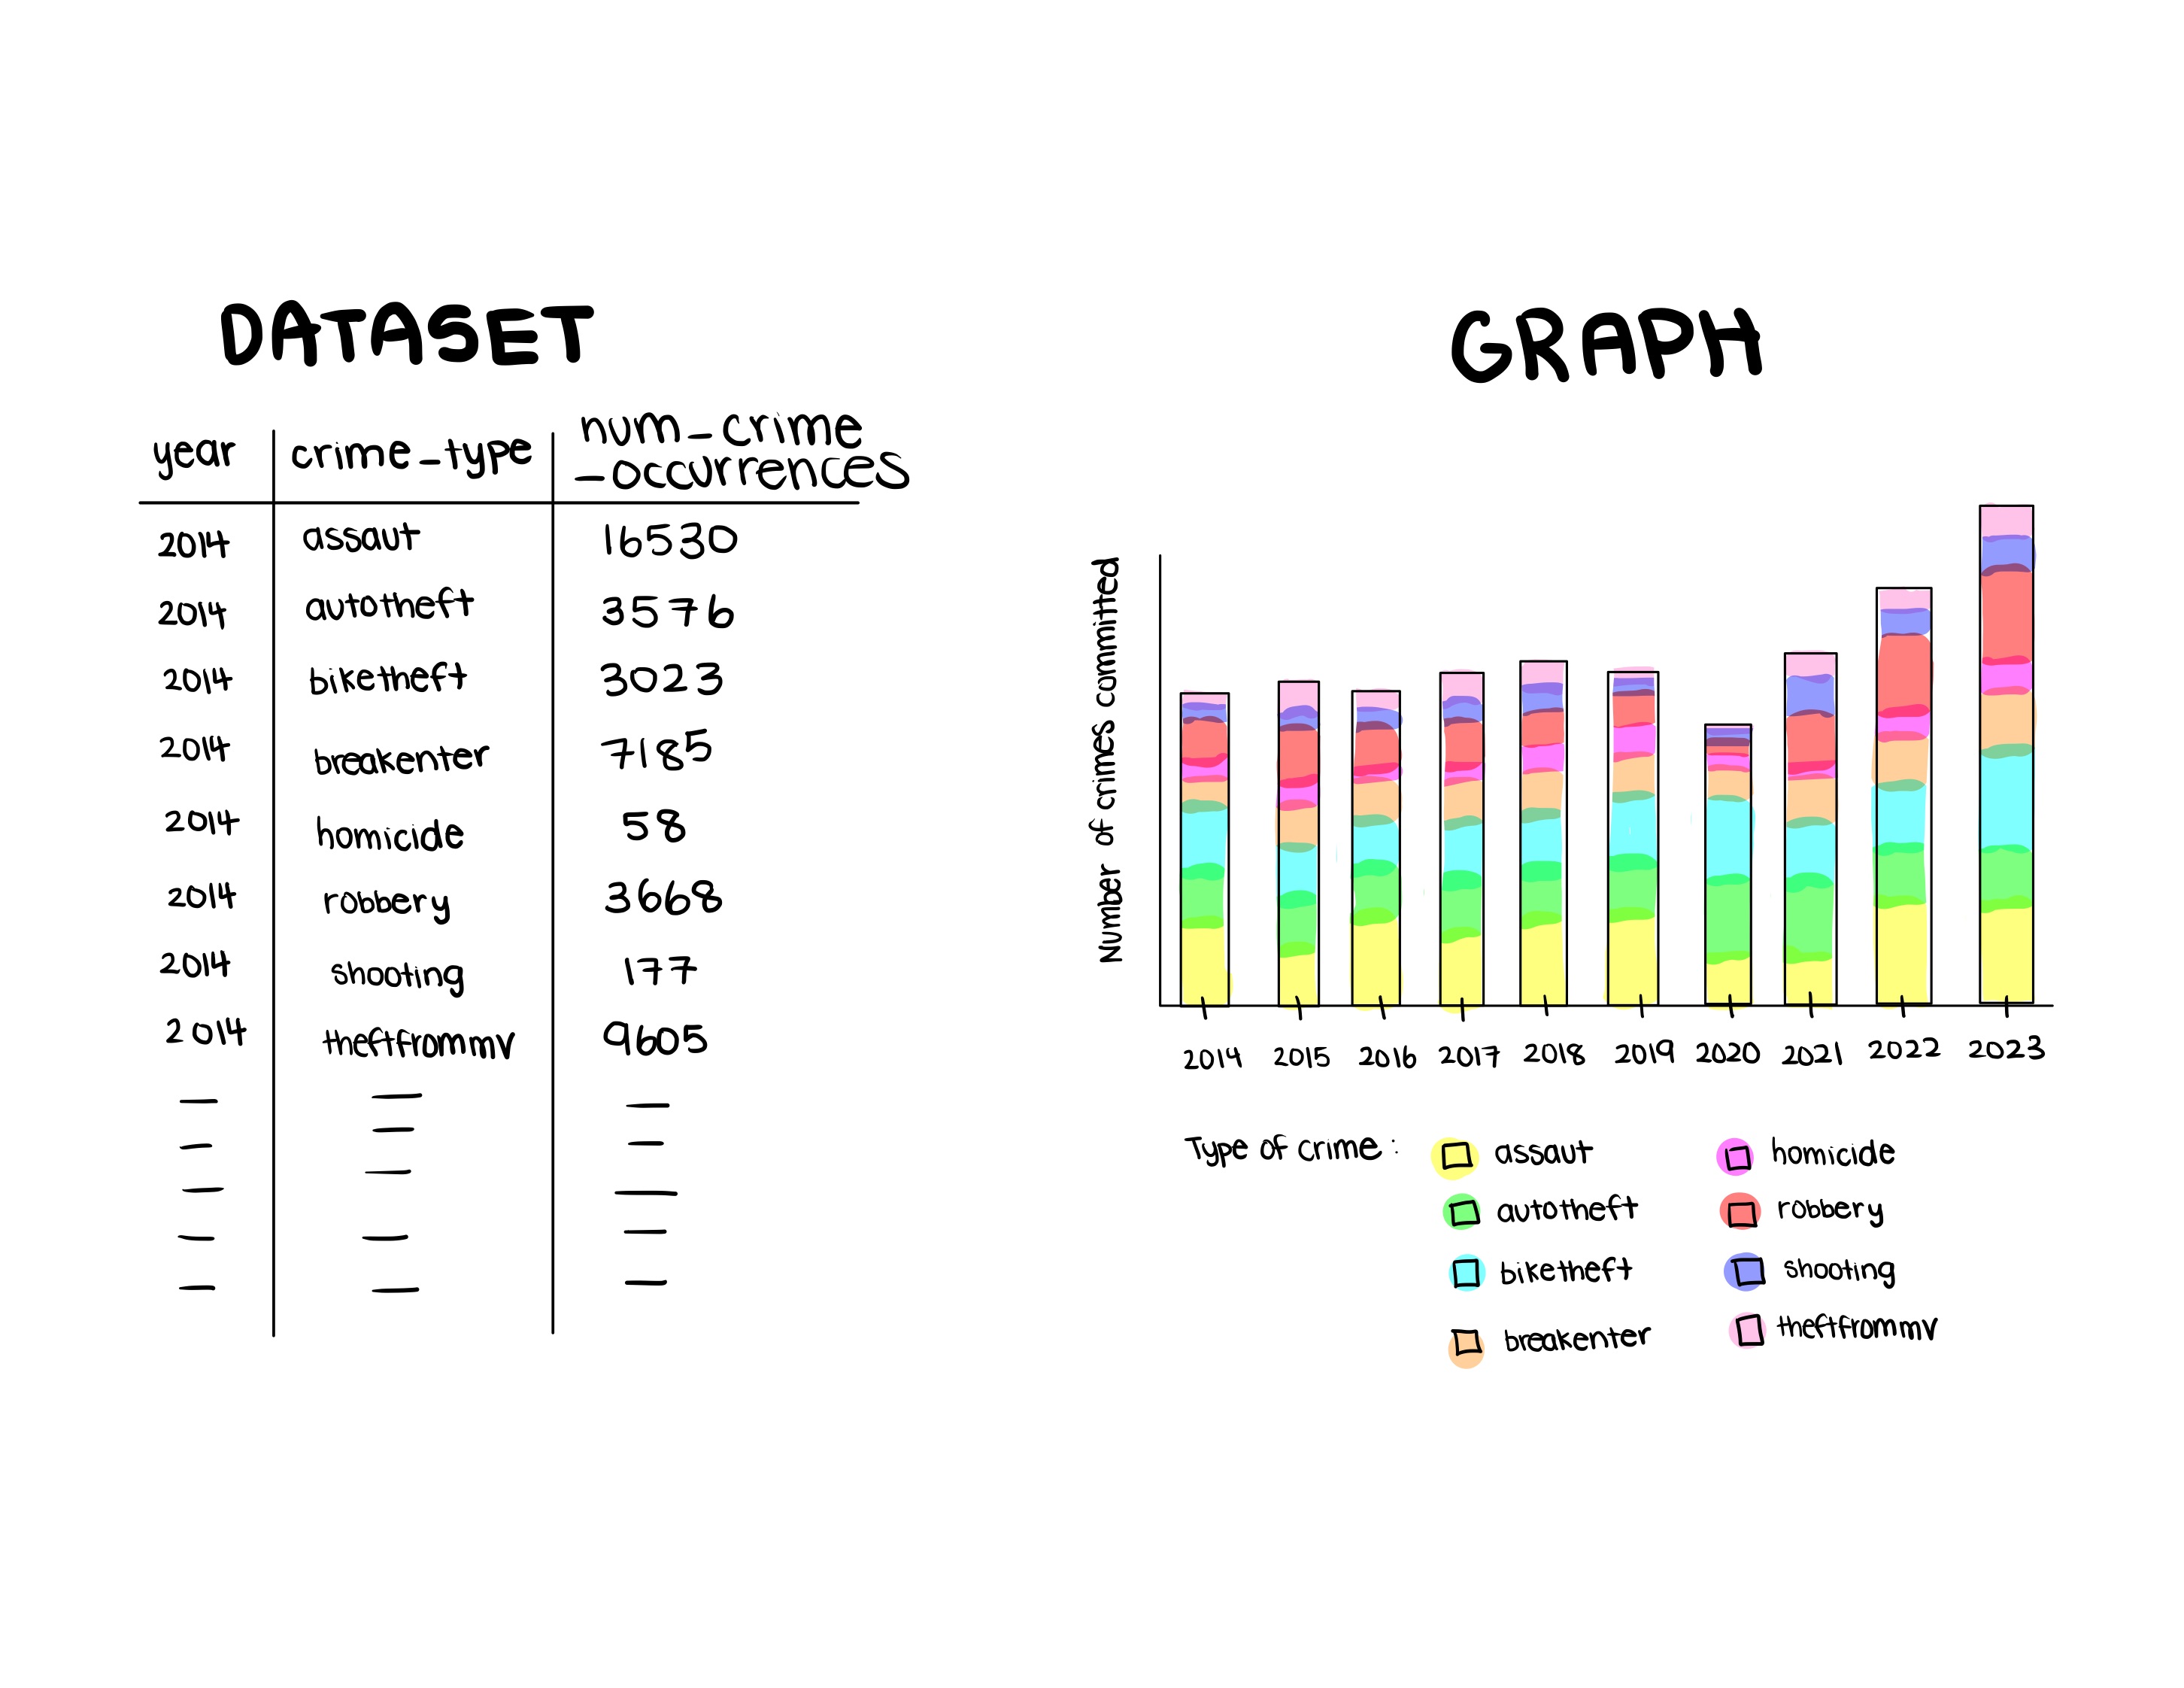 DATASET
year crime_type num_crime
_occurrences
2014 assaut 16530
2014 autotheft 3576
2014 biketheft 3023
2014 breakenter 7185
2014 homicide 58
2014 robbery 3668
2014 shooting 177
2014 theftfrommv 9605
GRAPH
Number of crimes committed
2014 2015 2016 2017 2018 2019 2020 2021 2022 2023
Type of crime :
assaut
autotheft
biketheft
breakenter
homicide
robbery
shooting
theftfrommv